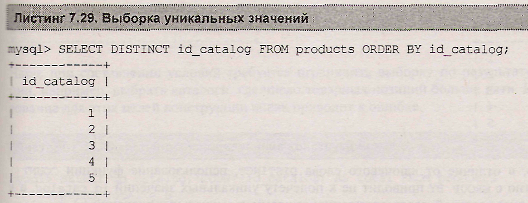 Листинг 7.29. Выборка уникальных значений
mysql> SELECT DISTINCT id_catalog FROM products ORDER BY id_catalog;
+------------+
| id_catalog |
+------------+
|          1 |
|          2 |
|          3 |
|          4 |
|          5 |
+------------+